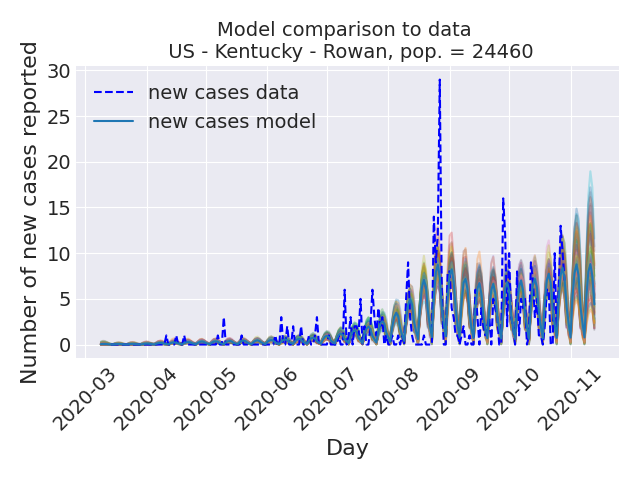 Model comparison to data
US - Kentucky - Rowan, pop. = 24460
Number of new cases reported
30
25
20
15
10
5
0
new cases data
new cases model
2020-03
2020-04
2020-05
2020-06
2020-07
2020-08
2020-09
2020-10
2020-11
Day